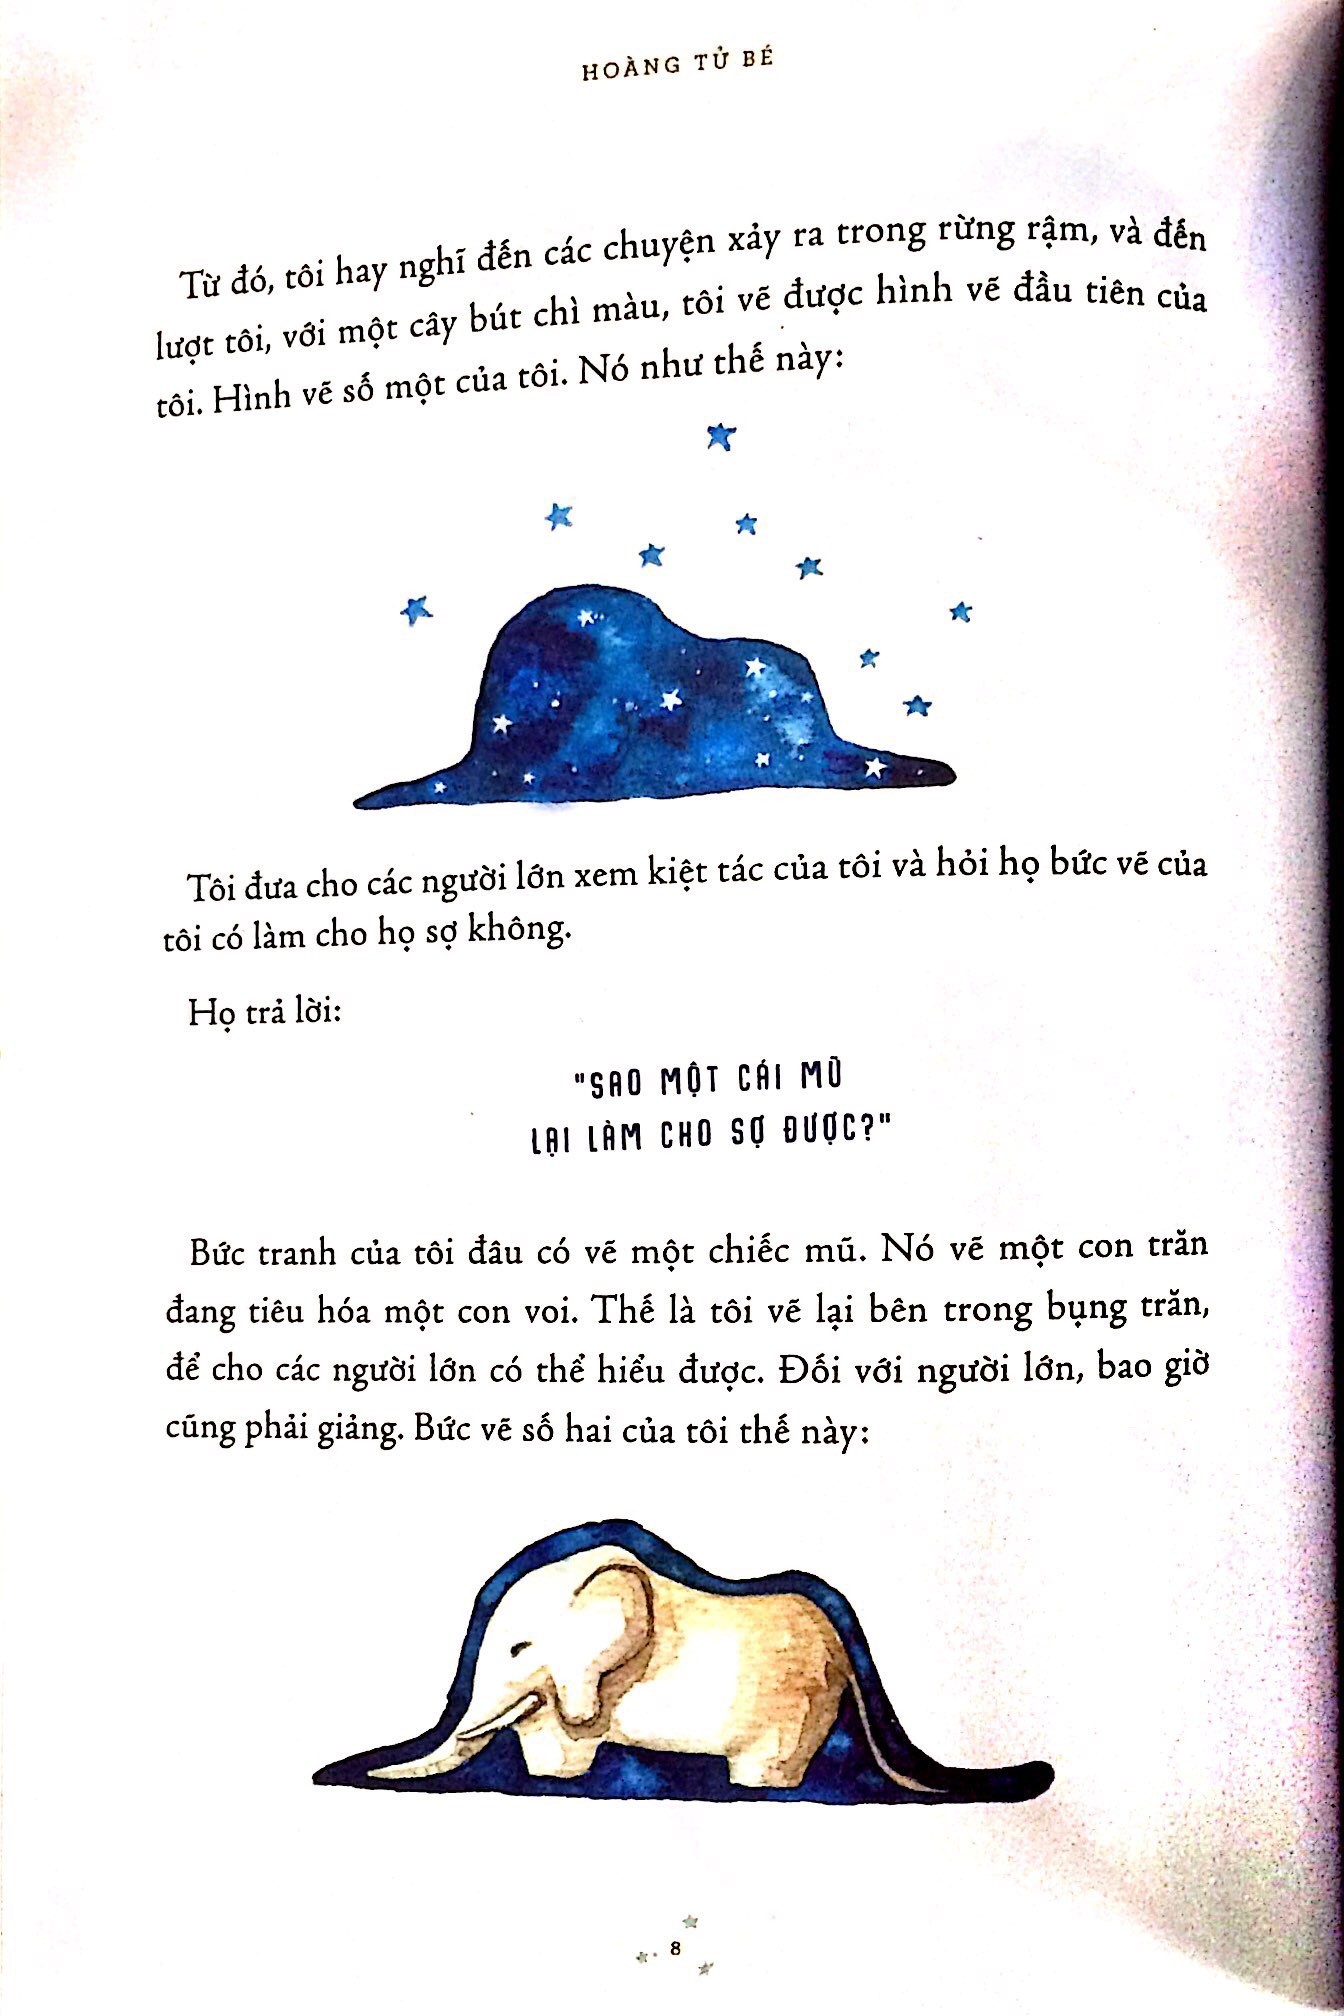 HOÀNG TỬ BÉ
Từ đó, tôi hay nghĩ đến các chuyện xảy ra trong rừng rậm, và đến
lượt tôi, với một cây bút chì màu, tôi vẽ được hình vẽ đầu tiên của
tôi. Hình vẽ số một của tôi. Nó như thế này:
Tôi đưa cho các người lớn xem kiệt tác của tôi và hỏi họ bức vẽ của
tôi có làm cho họ sợ không.
Họ trả lời:
"SAO MỘT CÁI MŨ
LẠI LÀM CHO SỢ ĐƯỢC?"
Bức tranh của tôi đâu có vẽ một chiếc mũ. Nó vẽ một con trăn
đang tiêu hóa một con voi. Thế là tôi vẽ lại bên trong bụng trăn,
để cho các người lớn có thể hiểu được. Đối với người lớn, bao giờ
cũng phải giảng. Bức vẽ số hai của tôi thế này:
8